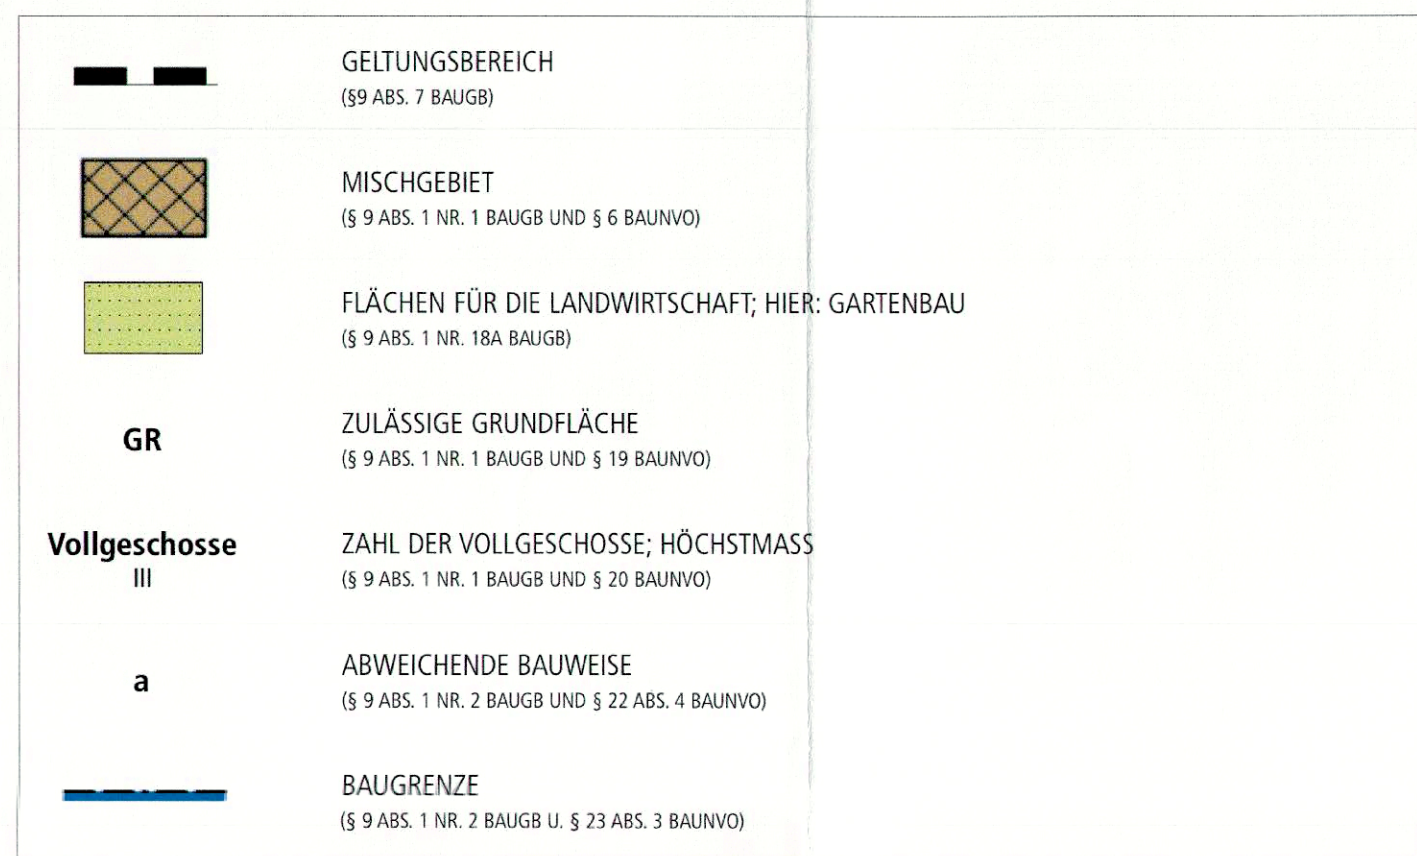 GELTUNGSBEREICH
(§9 ABS. 7 BAUGB)
MISCHGEBIET
(§ 9 ABS. 1 NR. 1 BAUGB UND § 6 BAUNVO)
FLÄCHEN FÜR DIE LANDWIRTSCHAFT; HIER: GARTENBAU
(§ 9 ABS. 1 NR. 18A BAUGB)
GR
ZULÄSSIGE GRUNDFLÄCHE
(§ 9 ABS. 1 NR. 1 BAUGB UND § 19 BAUNVO)
Vollgeschosse
III
ZAHL DER VOLLGESCHOSSE; HÖCHSTMASS
(§ 9 ABS. 1 NR. 1 BAUGB UND § 20 BAUNVO)
a
ABWEICHENDE BAUWEISE
(§ 9 ABS. 1 NR. 2 BAUGB UND § 22 ABS. 4 BAUNVO)
BAUGRENZE
(§ 9 ABS. 1 NR. 2 BAUGB U. § 23 ABS. 3 BAUNVO)